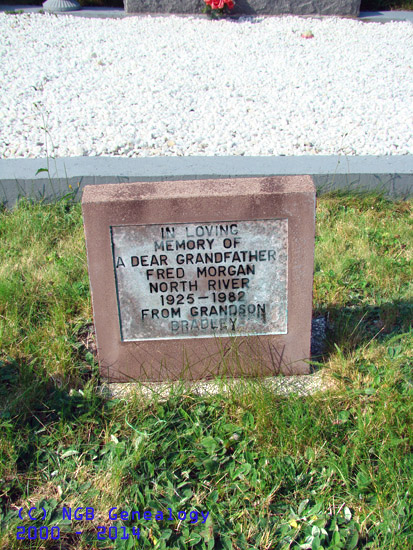 IN LOVING
MEMORY OF
A DEAR GRANDFATHER
FRED MORGAN
NORTH RIVER
1925-1982
FROM GRANDSON
BRADLEY
(C) NGB Genealogy
2000 - 2014